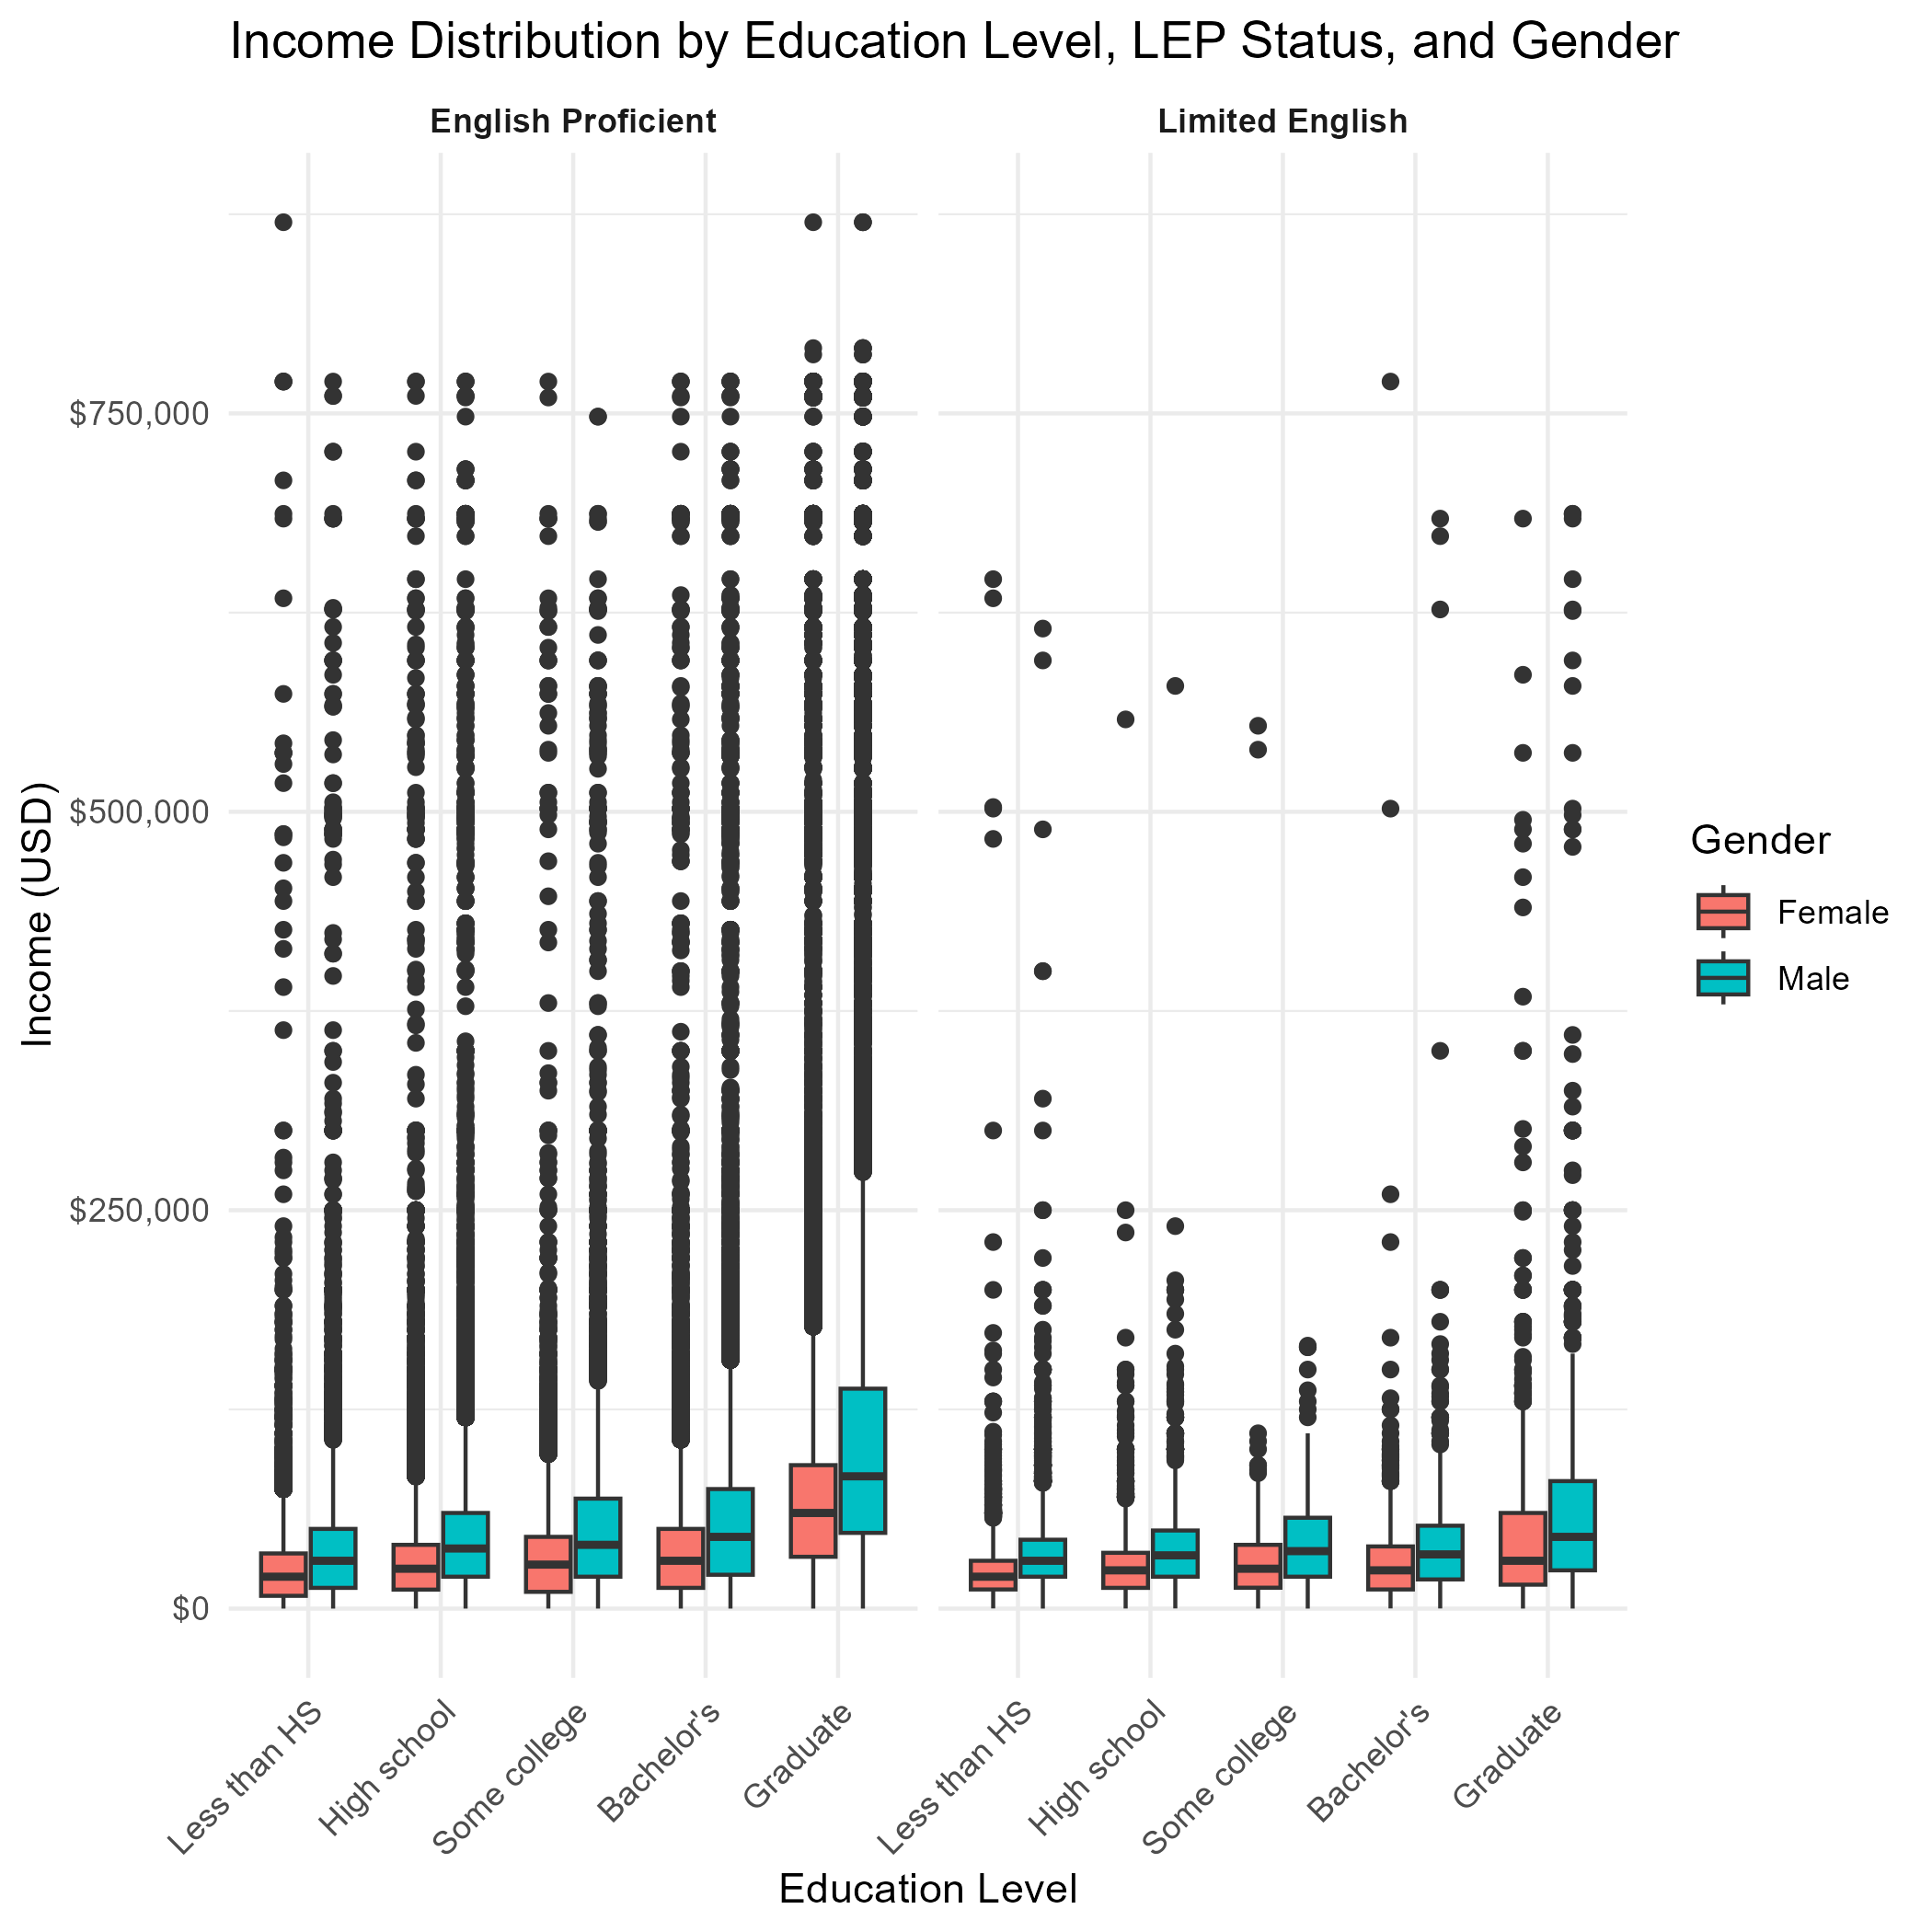 Income Distribution by Education Level, LEP Status, and Gender
English Proficient
Limited English
Income (USD)
$750,000
$500,000
$250,000
$0
Less than HS
High school
Some college
Bachelor's
Graduate
Less than HS
High school
Some college
Bachelor's
Graduate
Education Level
Gender
Female
Male